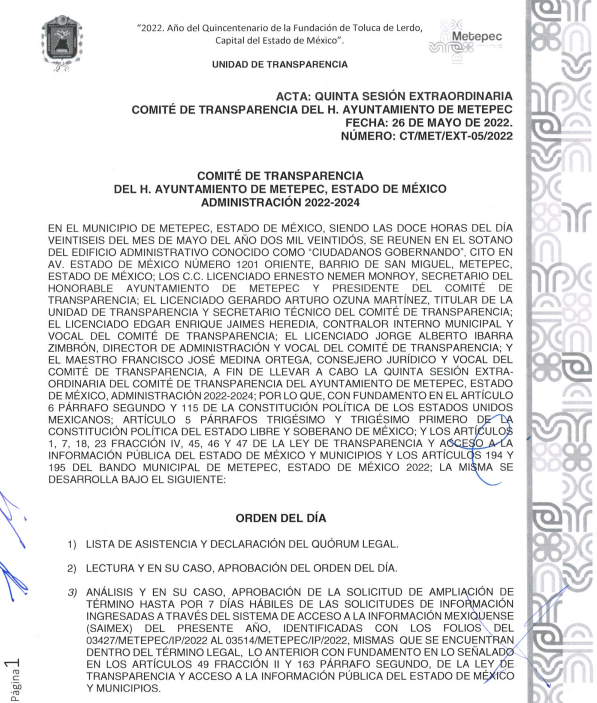 "2022. Año del Quincentenario de la Fundación de Toluca de Lerdo,
Capital del Estado de México".
Metepec
UNIDAD DE TRANSPARENCIA
ACTA: QUINTA SESIÓN EXTRAORDINARIA
COMITÉ DE TRANSPARENCIA DEL H. AYUNTAMIENTO DE METEPEC
FECHA: 26 DE MAYO DE 2022.
NÚMERO: CT/MET/EXT-05/2022
COMITÉ DE TRANSPARENCIA
DEL H. AYUNTAMIENTO DE METEPEC, ESTADO DE MÉXICO
ADMINISTRACIÓN 2022-2024
EN EL MUNICIPIO DE METEPEC, ESTADO DE MÉXICO, SIENDO LAS DOCE HORAS DEL DÍA
VEINTISEIS DEL MES DE MAYO DEL AÑO DOS MIL VEINTIDÓS, SE REUNEN EN EL SOTANO
DEL EDIFICIO ADMINISTRATIVO CONOCIDO COMO "CIUDADANOS GOBERNANDO", CITO EN
AV. ESTADO DE MÉXICO NÚMERO 1201 ORIENTE, BARRIO DE SAN MIGUEL, METEPEC,
ESTADO DE MÉXICO; LOS C.C. LICENCIADO ERNESTO NEMER MONROY, SECRETARIO DEL
HONORABLE AYUNTAMIENTO DE METEPEC Y PRESIDENTE DEL COMITÉ DE
TRANSPARENCIA; EL LICENCIADO GERARDO ARTURO OZUNA MARTÍNEZ, TITULAR DE LA
UNIDAD DE TRANSPARENCIA Y SECRETARIO TÉCNICO DEL COMITÉ DE TRANSPARENCIA;
EL LICENCIADO EDGAR ENRIQUE JAIMES HEREDIA, CONTRALOR INTERNO MUNICIPAL Y
VOCAL DEL COMITÉ DE TRANSPARENCIA; EL LICENCIADO JORGE ALBERTO IBARRA
ZIMBRÓN, DIRECTOR DE ADMINISTRACIÓN Y VOCAL DEL COMITÉ DE TRANSPARENCIA; Y
EL MAESTRO FRANCISCO JOSÉ MEDINA ORTEGA, CONSEJERO JURÍDICO Y VOCAL DEL
COMITÉ DE TRANSPARENCIA, A FIN DE LLEVAR A CABO LA QUINTA SESIÓN EXTRA-
ORDINARIA DEL COMITÉ DE TRANSPARENCIA DEL AYUNTAMIENTO DE METEPEC, ESTADO
DE MÉXICO, ADMINISTRACIÓN 2022-2024; POR LO QUE, CON FUNDAMENTO EN EL ARTÍCULO
6 PÁRRAFO SEGUNDO Y 115 DE LA CONSTITUCIÓN POLÍTICA DE LOS ESTADOS UNIDOS
MEXICANOS; ARTÍCULO 5 PÁRRAFOS TRIGÉSIMO Y TRIGÉSIMO PRIMERO DE LA
CONSTITUCIÓN POLÍTICA DEL ESTADO LIBRE Y SOBERANO DE MÉXICO; Y LOS ARTÍCULOS
1, 7, 18, 23 FRACCIÓN IV, 45, 46 Y 47 DE LA LEY DE TRANSPARENCIA Y ACCESO A LA
INFORMACIÓN PÚBLICA DEL ESTADO DE MÉXICO Y MUNICIPIOS Y LOS ARTÍCULOS 194 Y
195 DEL BANDO MUNICIPAL DE METEPEC, ESTADO DE MÉXICO 2022; LA MISMA SE
DESARROLLA BAJO EL SIGUIENTE:
ORDEN DEL DÍA
1) LISTA DE ASISTENCIA Y DECLARACIÓN DEL QUÓRUM LEGAL.
2) LECTURA Y EN SU CASO, APROBACIÓN DEL ORDEN DEL DÍA.
3) ANÁLISIS Y EN SU CASO, APROBACIÓN DE LA SOLICITUD DE AMPLIACIÓN DE
TÉRMINO HASTA POR 7 DÍAS HÁBILES DE LAS SOLICITUDES DE INFORMACIÓN
INGRESADAS A TRAVÉS DEL SISTEMA DE ACCESO A LA INFORMACIÓN MEXIQUENSE
(SAIMEX) DEL PRESENTE AÑO, IDENTIFICADAS CON LOS FOLIOS DEL
03427/METEPEC/IP/2022 AL 03514/METEPEC/IP/2022, MISMAS QUE SE ENCUENTRAN
DENTRO DEL TÉRMINO LEGAL, LO ANTERIOR CON FUNDAMENTO EN LO SEÑALADO
EN LOS ARTÍCULOS 49 FRACCIÓN II Y 163 PÁRRAFO SEGUNDO, DE LA LEY DE
TRANSPARENCIA Y ACCESO A LA INFORMACIÓN PÚBLICA DEL ESTADO DE MÉXICO
Y MUNICIPIOS.
Página 1